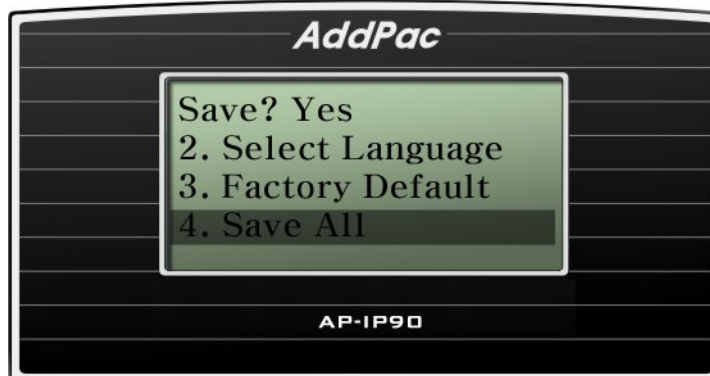 AddPac
Save? Yes
2. Select Language
3. Factory Default
4. Save All
AP-IP90